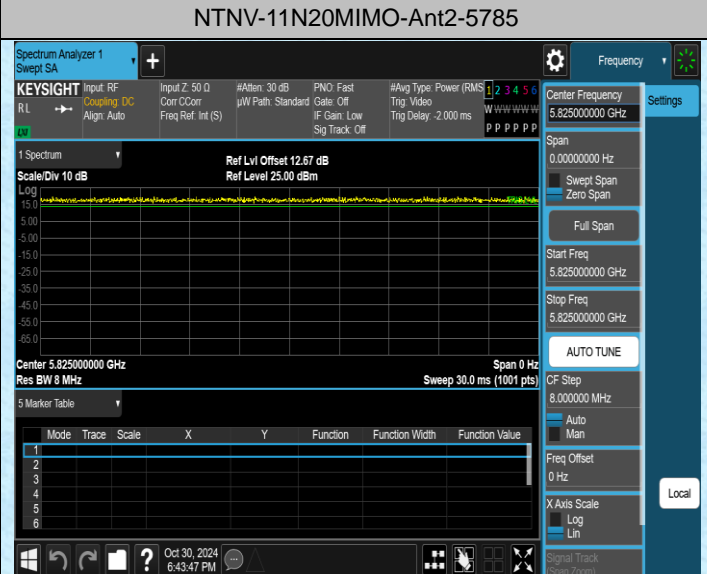 NTNV-11N20MIMO-Ant2-5785
Spectrum Analyzer 1
Swept SA
+
Frequency
KEYSIGHT
RL
LXI
Input: RF
Coupling: DC
Align: Auto
Input Z: 50 Ω
Corr CCorr
Freq Ref: Int (S)
#Atten: 30 dB
µW Path: Standard
PNO: Fast
Gate: Off
IF Gain: Low
Sig Track: Off
#Avg Type: Power (RMS
Trig: Video
Trig Delay: -2.000 ms
1 2 3 4 5 6
W W W W W W
P P P P P P
1 Spectrum
Scale/Div 10 dB
Ref Lvl Offset 12.67 dB
Ref Level 25.00 dBm
Log
15.0
5.00
-5.00
-15.0
-25.0
-35.0
-45.0
-55.0
-65.0
Center 5.825000000 GHz
Span 0 Hz
Res BW 8 MHz
Sweep 30.0 ms (1001 pts)
5 Marker Table
Mode Trace Scale X Y Function Function Width Function Value
1
2
3
4
5
6
Center Frequency
5.825000000 GHz
Settings
Span
0.00000000 Hz
Swept Span
Zero Span
Full Span
Start Freq
5.825000000 GHz
Stop Freq
5.825000000 GHz
AUTO TUNE
CF Step
8.000000 MHz
Auto
Man
Freq Offset
0 Hz
X Axis Scale
Log
Lin
Signal Track
(Span Zoom)
Local
?
Oct 30, 2024
6:43:47 PM